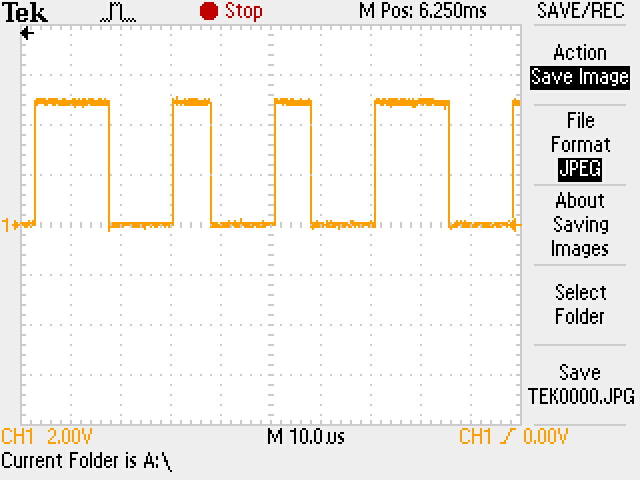 Tek Stop M Pos: 6.250ms SAVE/REC
Action
Save Image
File
Format
JPEG
About
Saving
Images
Select
Folder
Save
TEK0000.JPG
1
CH1 2.00V M 10.0us CH1 0.00V
Current Folder is A:\